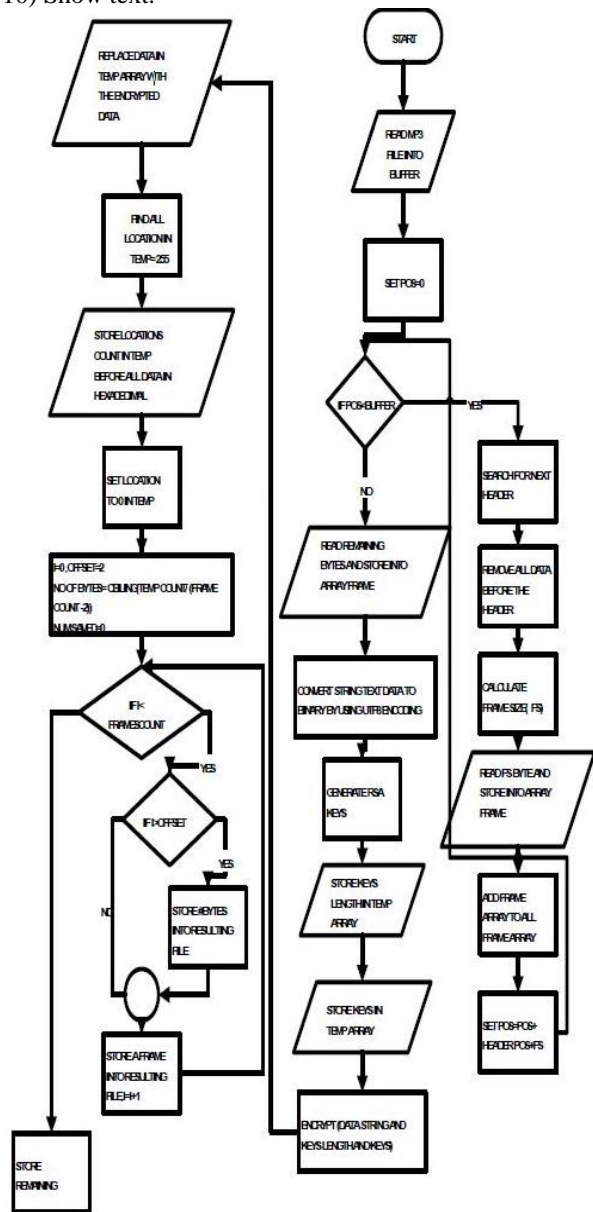 10) Show text.
START
READ MP3
FILE INTO
BUFFER
SET POS=0
IF POS<BUFFER
YES
NO
SEARCH FOR NEXT
HEADER
REMOVE ALL DATA
BEFORE THE
HEADER
CALCULATE
FRAME SIZE( FS)
READ FS BYTE AND
STORE INTO ARRAY
FRAME
ADD FRAME
ARRAY TO ALL
FRAME ARRAY
SET POS=POS+
HEADER POS+FS
READ REMAINING
BYTES AND STORE INTO
ARRAY FRAME
CONVERT STRING TEXT DATA TO
BINARY BY USING UTF8 ENCODING
GENERATE RSA
KEYS
STORE KEYS
LENGTH IN TEMP
ARRAY
STORE KEYS IN
TEMP ARRAY
ENCRYPT (DATA STRING AND
KEYS LENGTH AND KEYS)
REPLACE DATA IN
TEMP ARRAY WITH
THE ENCRYPTED
DATA
FIND ALL
LOCATION IN
TEMP=255
STORE LOCATIONS
COUNT IN TEMP
BEFORE ALL DATA IN
HEXADECIMAL
SET LOCATION
TO 0 IN TEMP
I=0, OFFSET=2
NO OF BYTES= CEILING(TEMP COUNT/ (FRAME
COUNT -2))
NUM SAVED=0
IF I<
FRAMES COUNT
YES
IF I>OFFSET
YES
NO
STORE #BYTES
INTO RESULTING
FILE
STORE A FRAME
INTO RESULTING
FILE, I=I+1
STORE
REMAINING